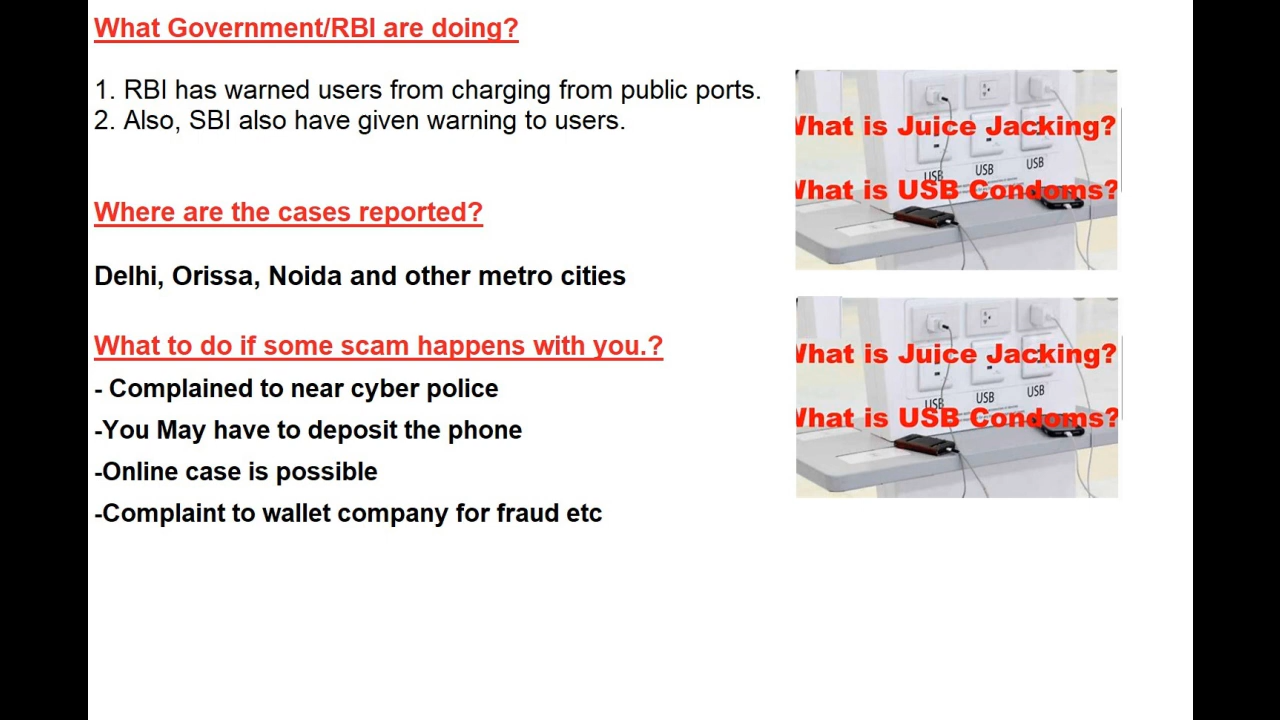 What Government/RBI are doing?
1. RBI has warned users from charging from public ports.
2. Also, SBI also have given warning to users.
Where are the cases reported?
Delhi, Orissa, Noida and other metro cities
What to do if some scam happens with you.?
- Complained to near cyber police
-You May have to deposit the phone
-Online case is possible
-Complaint to wallet company for fraud etc
What is Juice Jacking?
USB USB USB
What is USB Condoms?
What is Juice Jacking?
USB USB USB
What is USB Condoms?